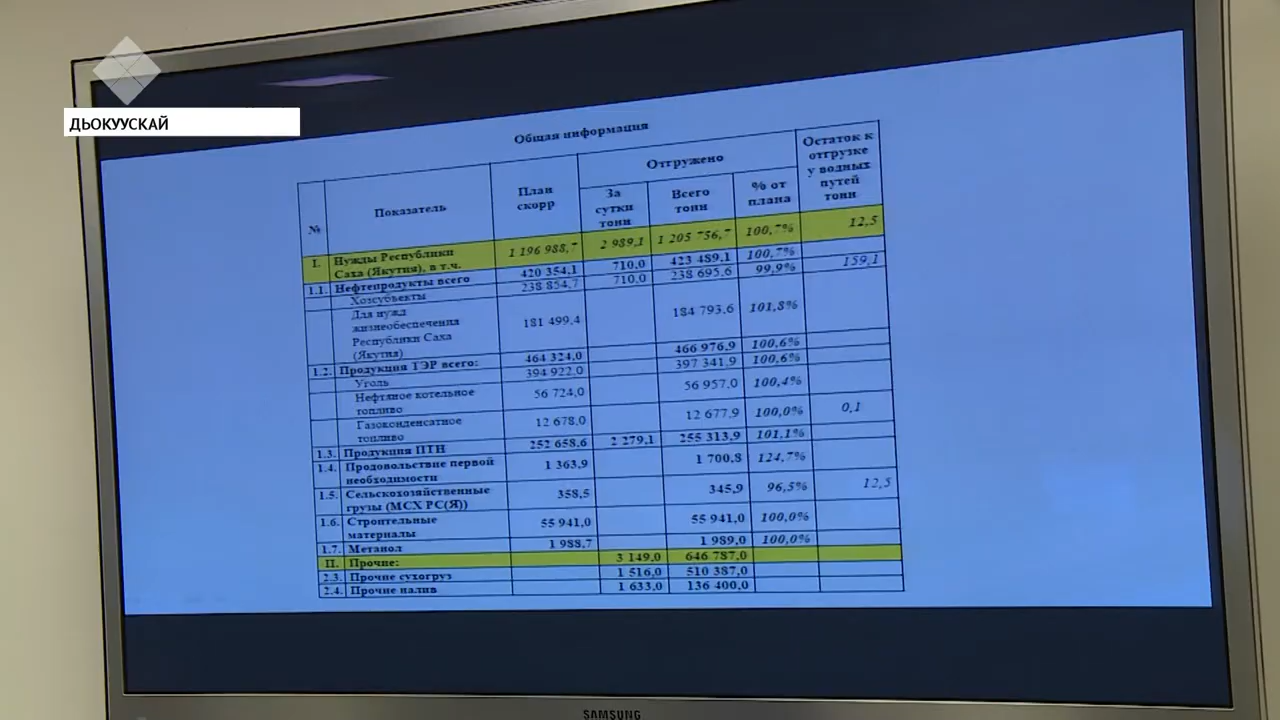 ДЬОКУУСКАЙ
Общая информация
№ Показатель План скорр Отгружено Остаток к отгрузке у водных путей тонн
За сутки тонн Всего тонн % от плана
I. Нужды Республики Саха (Якутия), в т.ч. 1 196 988,7 2 989,1 1 205 756,7 100,7% 12,5
1.1. Нефтепродукты всего 420 354,1 710,0 423 489,1 100,7%
Хозсубъекты 238 854,7 710,0 238 695,6 99,9% 159,1
Для нужд жизнеобеспечения Республики Саха (Якутия) 181 499,4 184 793,6 101,8%
1.2. Продукция ТЭР всего: 464 324,0 466 976,9 100,6%
Уголь 394 922,0 397 341,9 100,6%
Нефтяное котельное топливо 56 724,0 56 957,0 100,4%
Газоконденсатное топливо 12 678,0 12 677,9 100,0% 0,1
1.3. Продукция ПТН 252 658,6 2 279,1 255 313,9 101,1%
1.4. Продовольствие первой необходимости 1 363,9 1 700,8 124,7%
1.5. Сельскохозяйственные грузы (МСХ РС(Я)) 358,5 345,9 96,5% 12,5
1.6. Строительные материалы 55 941,0 55 941,0 100,0%
1.7. Метанол 1 988,7 1 989,0 100,0%
II. Прочие: 3 149,0 646 787,0
2.3. Прочие сухогруз 1 516,0 510 387,0
2.4. Прочие налив 1 633,0 136 400,0
SAMSUNG